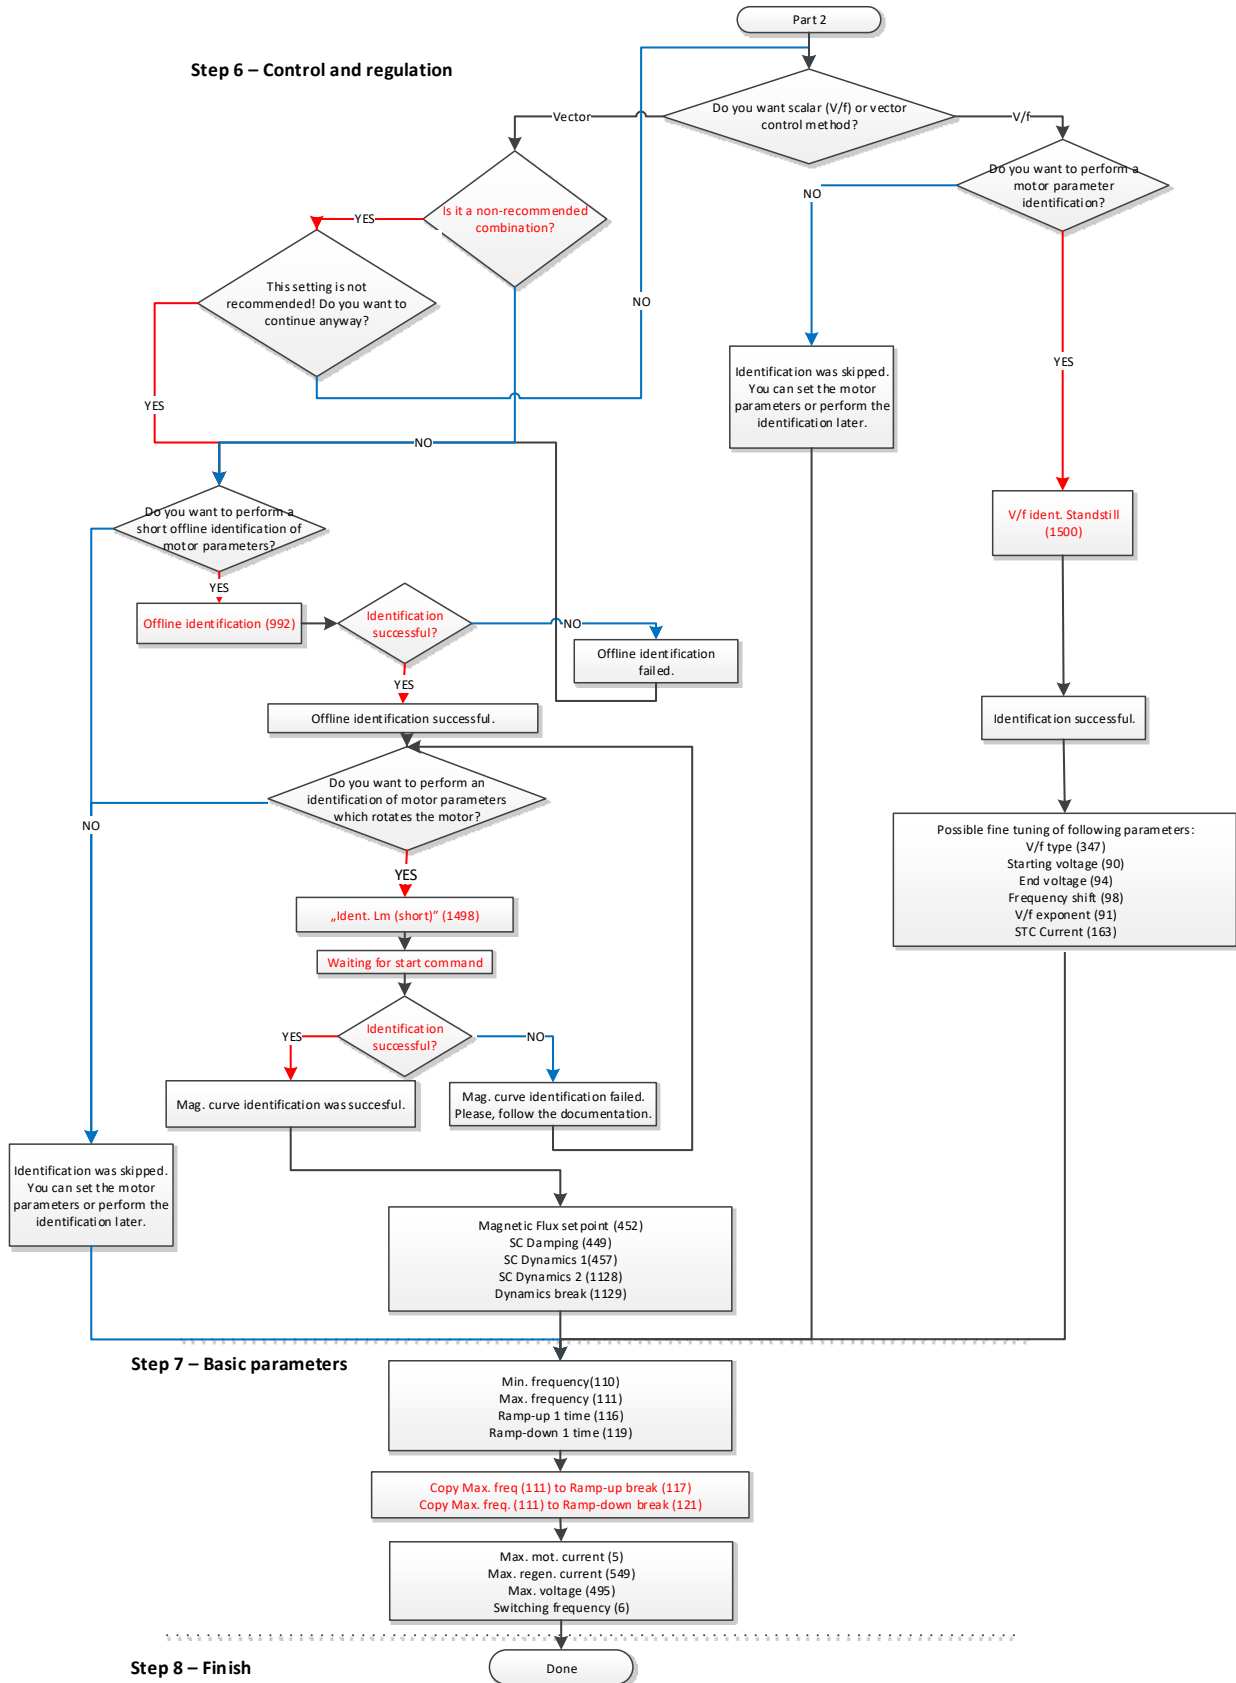 Part 2
Step 6 – Control and regulation
Do you want scalar (V/f) or vector
control method?
Vector
V/f
Do you want to perform a
motor parameter
identification?
NO
Is it a non-recommended
combination?
YES
This setting is not
recommended! Do you want to
continue anyway?
NO
YES
Identification was skipped.
You can set the motor
parameters or perform the
identification later.
YES
NO
Do you want to perform a
short offline identification of
motor parameters?
V/f ident. Standstill
(1500)
YES
Offline identification (992)
Identification
successful?
NO
Offline identification
failed.
YES
Offline identification successful.
Identification successful.
Do you want to perform an
identification of motor parameters
which rotates the motor?
NO
YES
Possible fine tuning of following parameters:
V/f type (347)
Starting voltage (90)
End voltage (94)
Frequency shift (98)
V/f exponent (91)
STC Current (163)
„Ident. Lm (short)” (1498)
Waiting for start command
Identification
successful?
YES
NO
Mag. curve identification was succesful.
Mag. curve identification failed.
Please, follow the documentation.
Identification was skipped.
You can set the motor
parameters or perform the
identification later.
Magnetic Flux setpoint (452)
SC Damping (449)
SC Dynamics 1(457)
SC Dynamics 2 (1128)
Dynamics break (1129)
Step 7 – Basic parameters
Min. frequency(110)
Max. frequency (111)
Ramp-up 1 time (116)
Ramp-down 1 time (119)
Copy Max. freq (111) to Ramp-up break (117)
Copy Max. freq. (111) to Ramp-down break (121)
Max. mot. current (5)
Max. regen. current (549)
Max. voltage (495)
Switching frequency (6)
Step 8 – Finish
Done